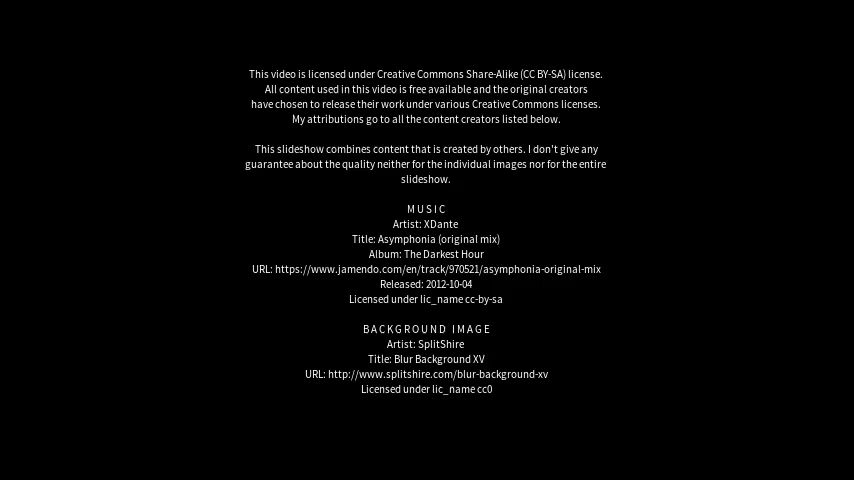 This video is licensed under Creative Commons Share-Alike (CC BY-SA) license.
All content used in this video is free available and the original creators
have chosen to release their work under various Creative Commons licenses.
My attributions go to all the content creators listed below.
This slideshow combines content that is created by others. I don't give any
guarantee about the quality neither for the individual images nor for the entire
slideshow.
MUSIC
Artist: XDante
Title: Asymphonia (original mix)
Album: The Darkest Hour
URL: https://www.jamendo.com/en/track/970521/asymphonia-original-mix
Released: 2012-10-04
Licensed under lic_name cc-by-sa
BACKGROUND IMAGE
Artist: SplitShire
Title: Blur Background XV
URL: http://www.splitshire.com/blur-background-xv
Licensed under lic_name cc0